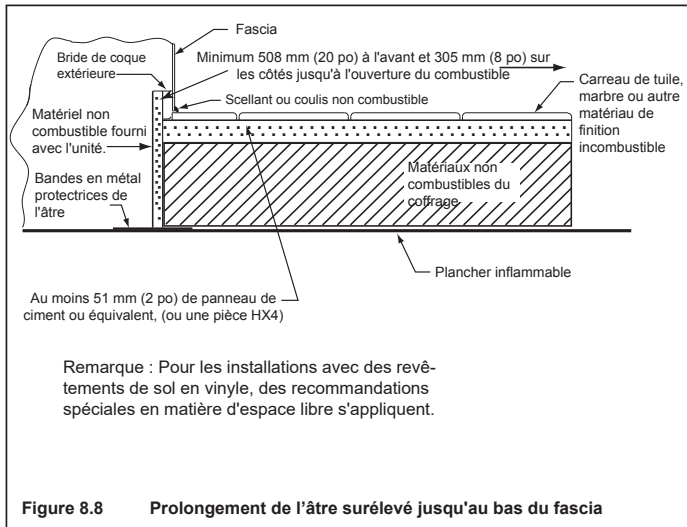 Fascia
Bride de coque
extérieure
Minimum 508 mm (20 po) à l'avant et 305 mm (8 po) sur
les côtés jusqu'à l'ouverture du combustible
Scellant ou coulis non combustible
Carreau de tuile,
marbre ou autre
matériau de
finition
incombustible
Matériel non
combustible fourni
avec l'unité.
Bandes en métal
protectrices de
l'âtre
Matériaux non
combustibles du
coffrage
Plancher inflammable
Au moins 51 mm (2 po) de panneau de
ciment ou équivalent, (ou une pièce HX4)
Remarque : Pour les installations avec des revê-
tements de sol en vinyle, des recommandations
spéciales en matière d'espace libre s'appliquent.
Figure 8.8 Prolongement de l'âtre surélevé jusqu'au bas du fascia